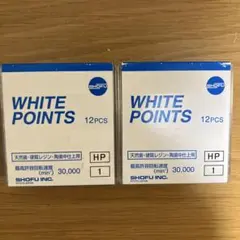 SHOFU
WHITE
POINTS
12PCS
天然歯・硬質レジン・陶歯中仕上用
HP
最高許容回転速度
(min⁻¹) 30,000
1
SHOFU INC.
SHOFU
WHITE
POINTS
12PCS
天然歯・硬質レジン・陶歯中仕上用
HP
最高許容回転速度
(min⁻¹) 30,000
1
SHOFU INC.